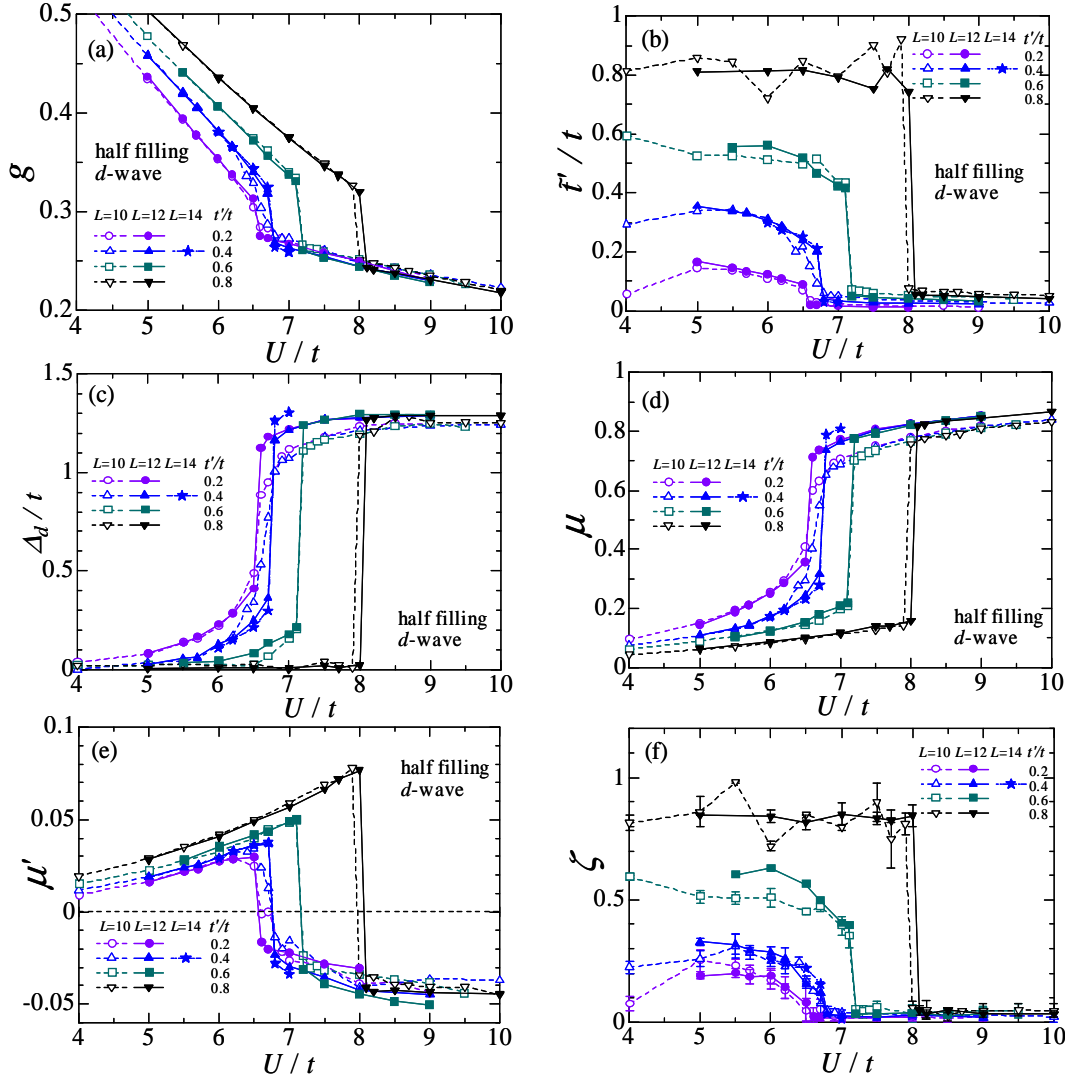 (a)
g
0.5
0.4
0.3
0.2
half filling
d-wave
L=10 L=12 L=14 t'/t
0.2
0.4
0.6
0.8
4 5 6 7 8 9 10
U / t
(b)
t̃' / t
1
0.8
0.6
0.4
0.2
0
L=10 L=12 L=14 t'/t
0.2
0.4
0.6
0.8
half filling
d-wave
4 5 6 7 8 9 10
U / t
(c)
Δd / t
1.5
1
0.5
0
L=10 L=12 L=14 t'/t
0.2
0.4
0.6
0.8
half filling
d-wave
4 5 6 7 8 9 10
U / t
(d)
μ
1
0.8
0.6
0.4
0.2
0
L=10 L=12 L=14 t'/t
0.2
0.4
0.6
0.8
half filling
d-wave
4 5 6 7 8 9 10
U / t
(e)
μ'
0.1
0.05
0
-0.05
half filling
d-wave
L=10 L=12 L=14 t'/t
0.2
0.4
0.6
0.8
4 5 6 7 8 9 10
U / t
(f)
ζ
1
0.5
0
L=10 L=12 L=14 t'/t
0.2
0.4
0.6
0.8
4 5 6 7 8 9 10
U / t